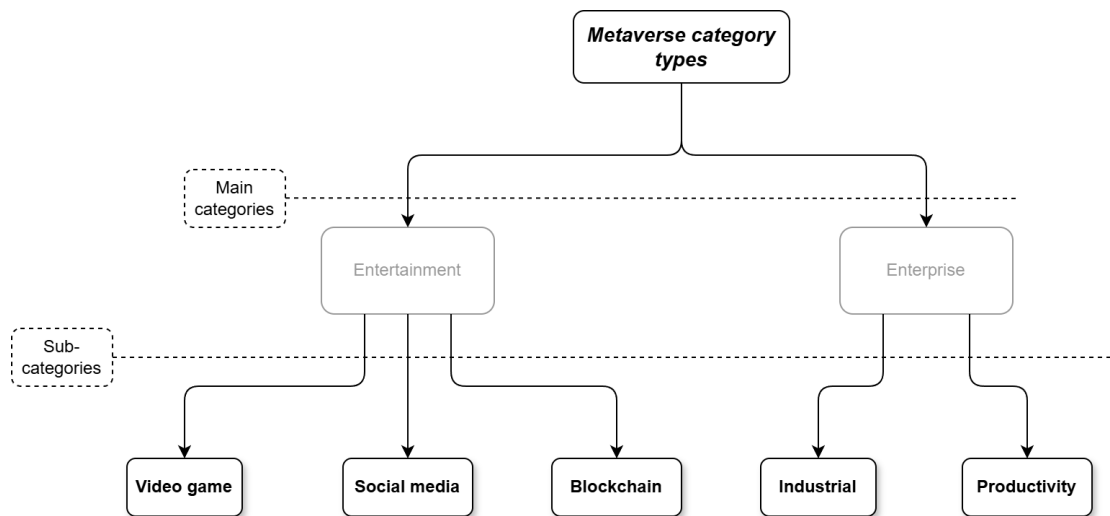 Metaverse category
types
Main
categories
Entertainment
Enterprise
Sub-
categories
Video game
Social media
Blockchain
Industrial
Productivity